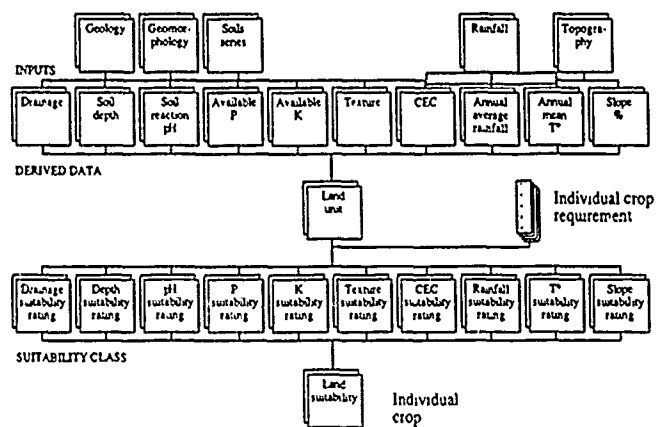 Geology
Geomor-
phology
Soils
series
Rainfall
Topogra-
phy
INPUTS
Drainage
Soil
depth
Soil
reaction
pH
Available
P
Available
K
Texture
CEC
Annual
average
rainfall
Annual
mean
T°
Slope
%
DERIVED DATA
Land
unit
Individual crop
requirement
Drainage
suitability
rating
Depth
suitability
rating
pH
suitability
rating
P
suitability
rating
K
suitability
rating
Texture
suitability
rating
CEC
suitability
rating
Rainfall
suitability
rating
T°
suitability
rating
Slope
suitability
rating
SUITABILITY CLASS
Land
suitability
Individual
crop